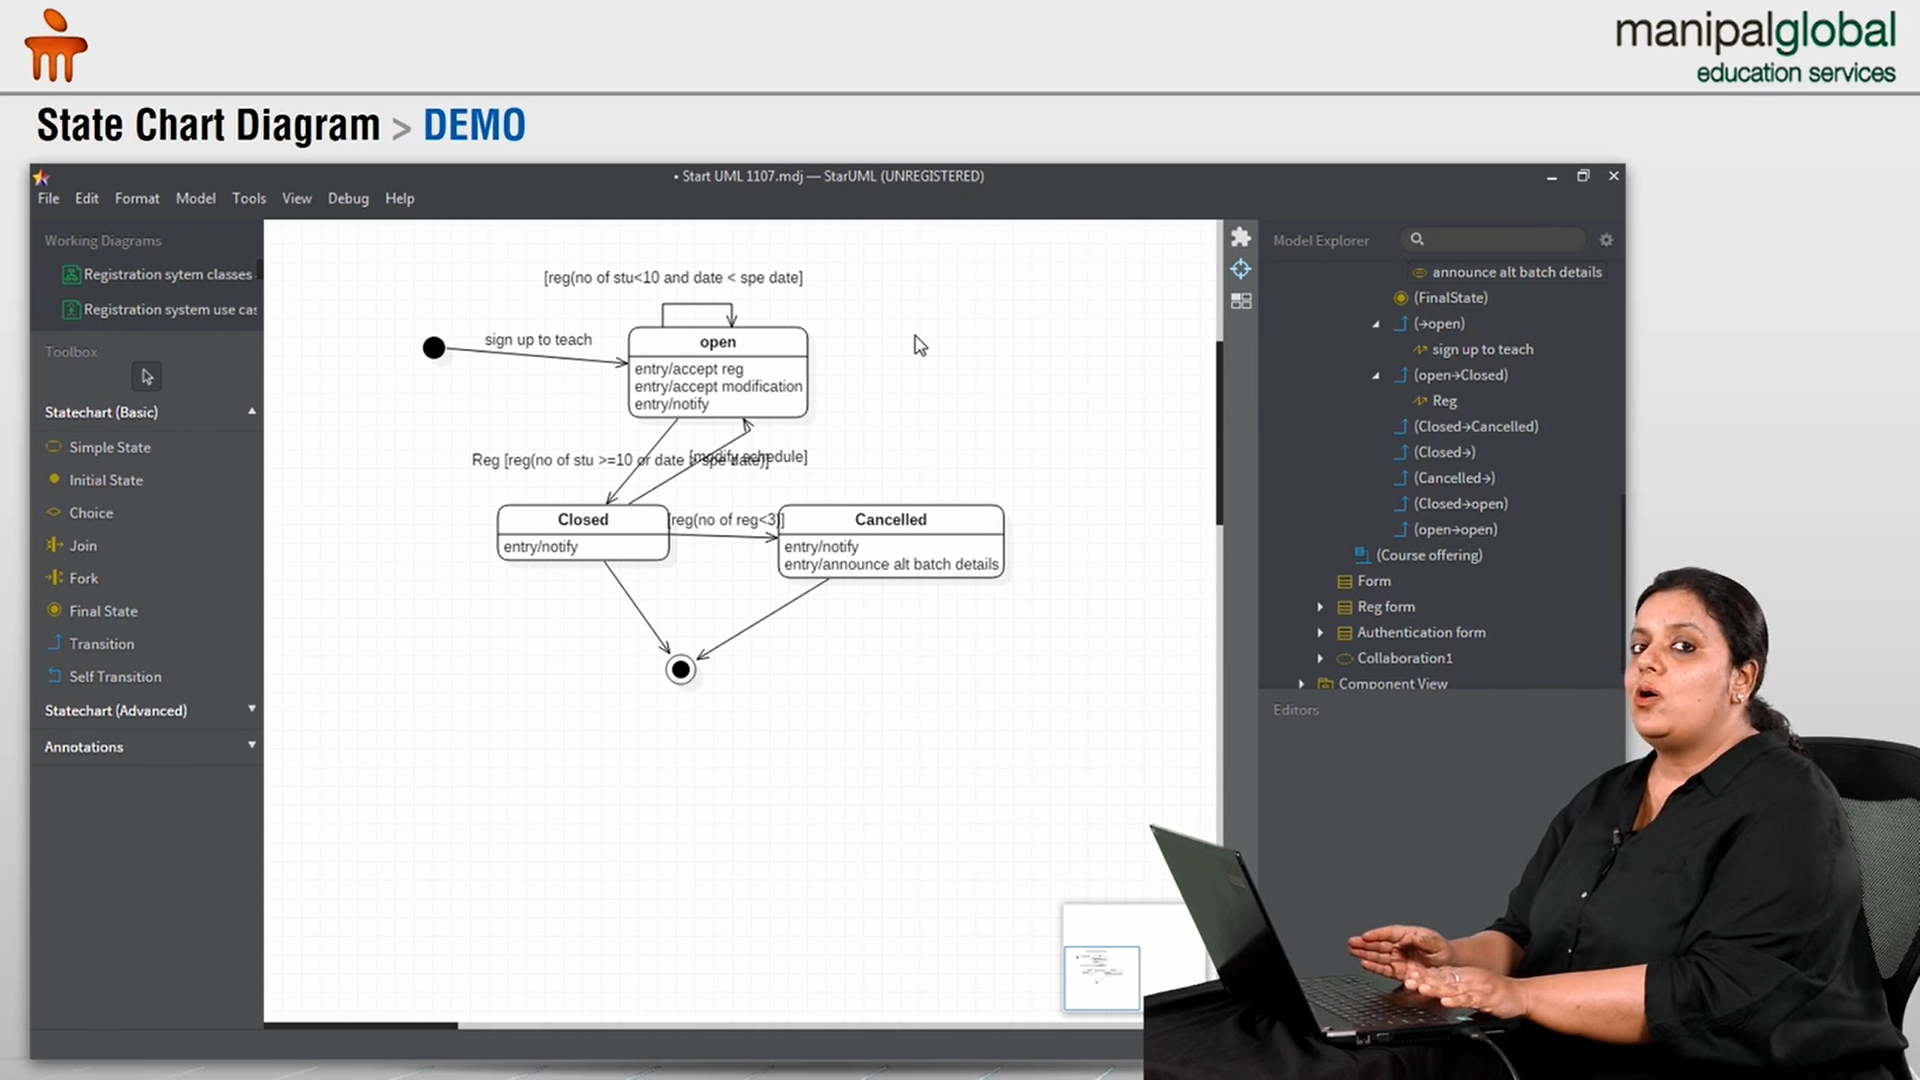 manipalglobal
education services
State Chart Diagram > DEMO
• Start UML 1107.mdj — StarUML (UNREGISTERED)
File Edit Format Model Tools View Debug Help
Working Diagrams
Registration sytem classes
Registration system use cas
Toolbox
Statechart (Basic)
Simple State
Initial State
Choice
Join
Fork
Final State
Transition
Self Transition
Statechart (Advanced)
Annotations
[reg(no of stu<10 and date < spe date]
sign up to teach
open
entry/accept reg
entry/accept modification
entry/notify
Reg [reg(no of stu >=10 or date > spe date)]
[modify schedule]
Closed
entry/notify
[reg(no of reg<3)]
Cancelled
entry/notify
entry/announce alt batch details
Model Explorer
announce alt batch details
(FinalState)
(→open)
sign up to teach
(open→Closed)
Reg
(Closed→Cancelled)
(Closed→)
(Cancelled→)
(Closed→open)
(open→open)
(Course offering)
Form
Reg form
Authentication form
Collaboration1
Component View
Editors